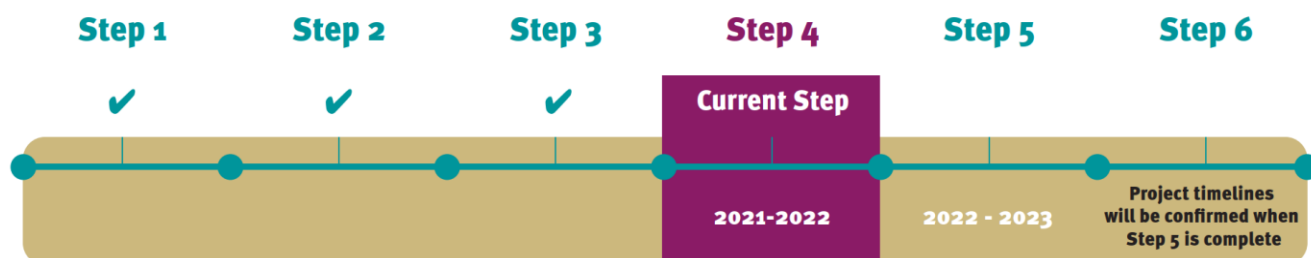 Step 1
Step 2
Step 3
Step 4
Step 5
Step 6
Current Step
2021-2022
2022 - 2023
Project timelines
will be confirmed when
Step 5 is complete